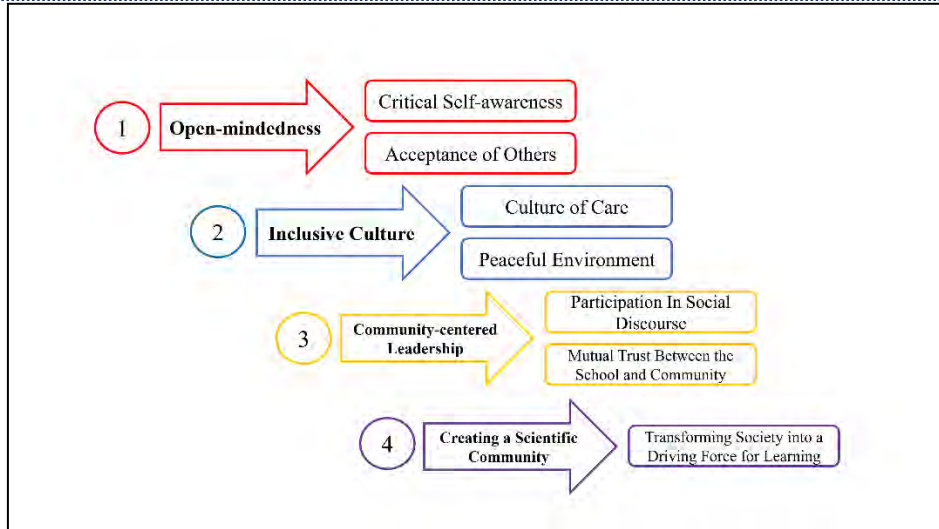 1
Open-mindedness
Critical Self-awareness
Acceptance of Others
2
Inclusive Culture
Culture of Care
Peaceful Environment
3
Community-centered
Leadership
Participation In Social
Discourse
Mutual Trust Between the
School and Community
4
Creating a Scientific
Community
Transforming Society into a
Driving Force for Learning